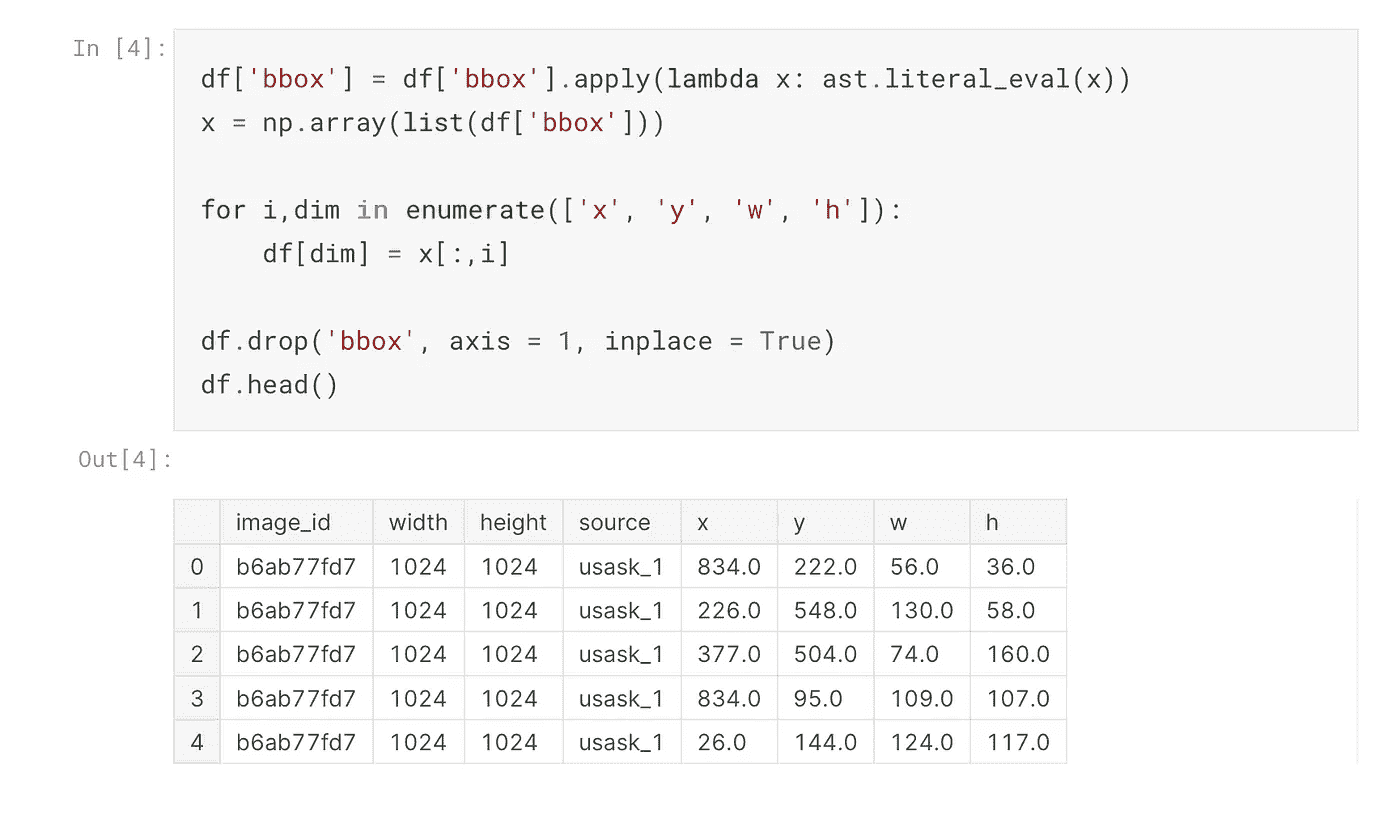 In [4]:
df['bbox'] = df['bbox'].apply(lambda x: ast.literal_eval(x))
x = np.array(list(df['bbox']))
for i,dim in enumerate(['x', 'y', 'w', 'h']):
    df[dim] = x[:,i]
df.drop('bbox', axis = 1, inplace = True)
df.head()
Out[4]:
image_id width height source x y w h
0 b6ab77fd7 1024 1024 usask_1 834.0 222.0 56.0 36.0
1 b6ab77fd7 1024 1024 usask_1 226.0 548.0 130.0 58.0
2 b6ab77fd7 1024 1024 usask_1 377.0 504.0 74.0 160.0
3 b6ab77fd7 1024 1024 usask_1 834.0 95.0 109.0 107.0
4 b6ab77fd7 1024 1024 usask_1 26.0 144.0 124.0 117.0